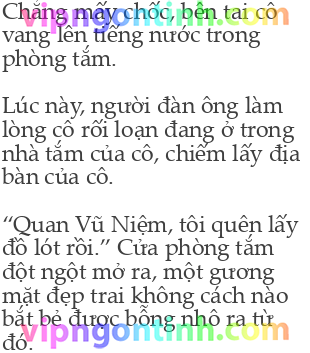 Chẳng mấy chốc, bên tai cô
vipngontinh.com
vang lên tiếng nước trong
phòng tắm.
Lúc này, người đàn ông làm
lòng cô rối loạn đang ở trong
nhà tắm của cô, chiếm lấy địa
bàn của cô.
“Quan Vũ Niệm, tôi quên lấy
đồ lót rồi.” Cửa phòng tắm
đột ngột mở ra, một gương
mặt đẹp trai không cách nào
bắt bẻ được bỗng nhô ra từ
vipngontinh.com
đó.